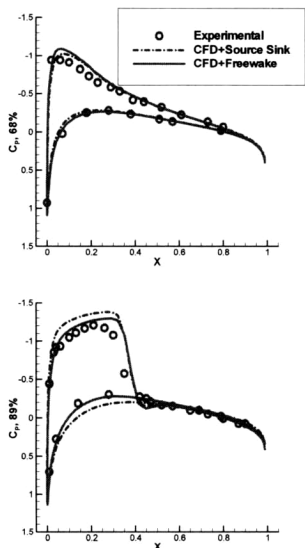 Experimental
CFD+Source Sink
CFD+Freewake
-1.5
-1
-0.5
0
0.5
1
1.5
Cp, 68%
0 0.2 0.4 0.6 0.8 1
X
-1.5
-1
-0.5
0
0.5
1
1.5
Cp, 89%
0 0.2 0.4 0.6 0.8 1
X